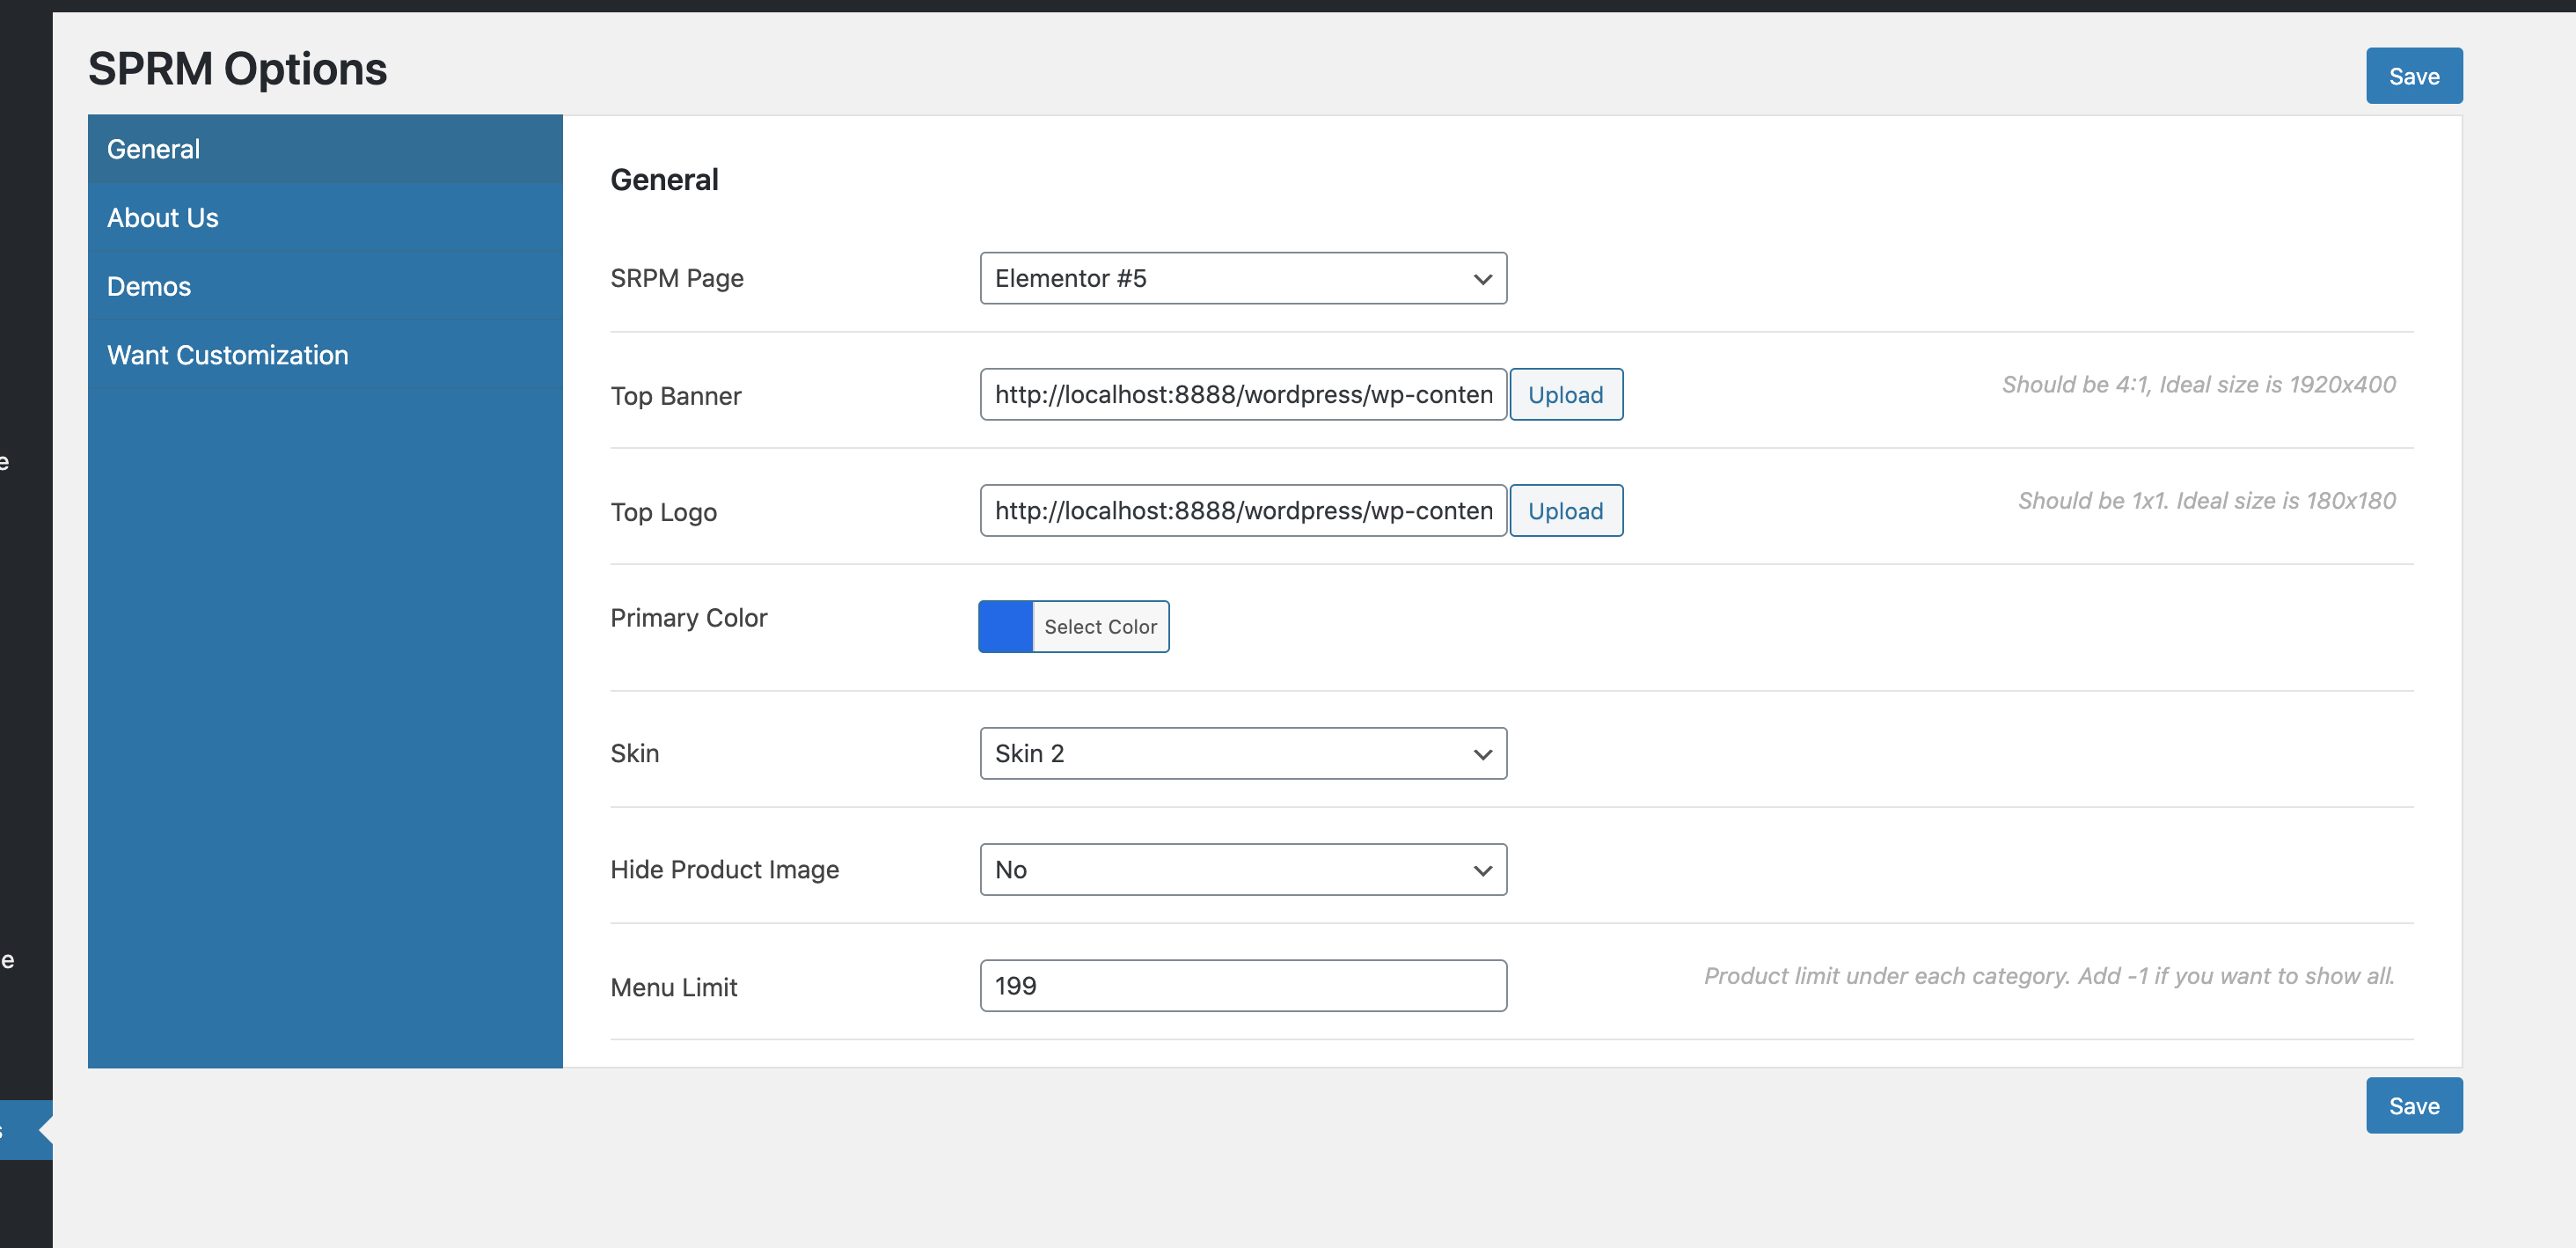 SPRM Options
Save
General
About Us
Demos
Want Customization
General
SRPM Page
Elementor #5
Top Banner
http://localhost:8888/wordpress/wp-conten
Upload
Should be 4:1, Ideal size is 1920x400
Top Logo
http://localhost:8888/wordpress/wp-conten
Upload
Should be 1x1. Ideal size is 180x180
Primary Color
Select Color
Skin
Skin 2
Hide Product Image
No
Menu Limit
199
Product limit under each category. Add -1 if you want to show all.
Save